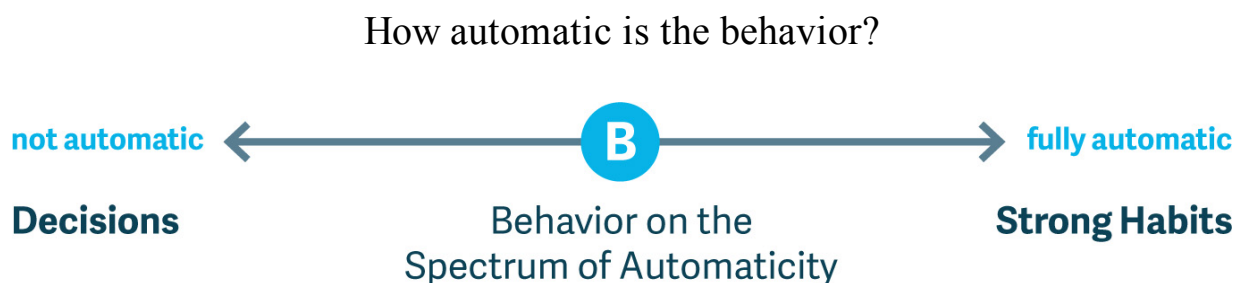 How automatic is the behavior?
not automatic
B
fully automatic
Decisions
Behavior on the
Spectrum of Automaticity
Strong Habits